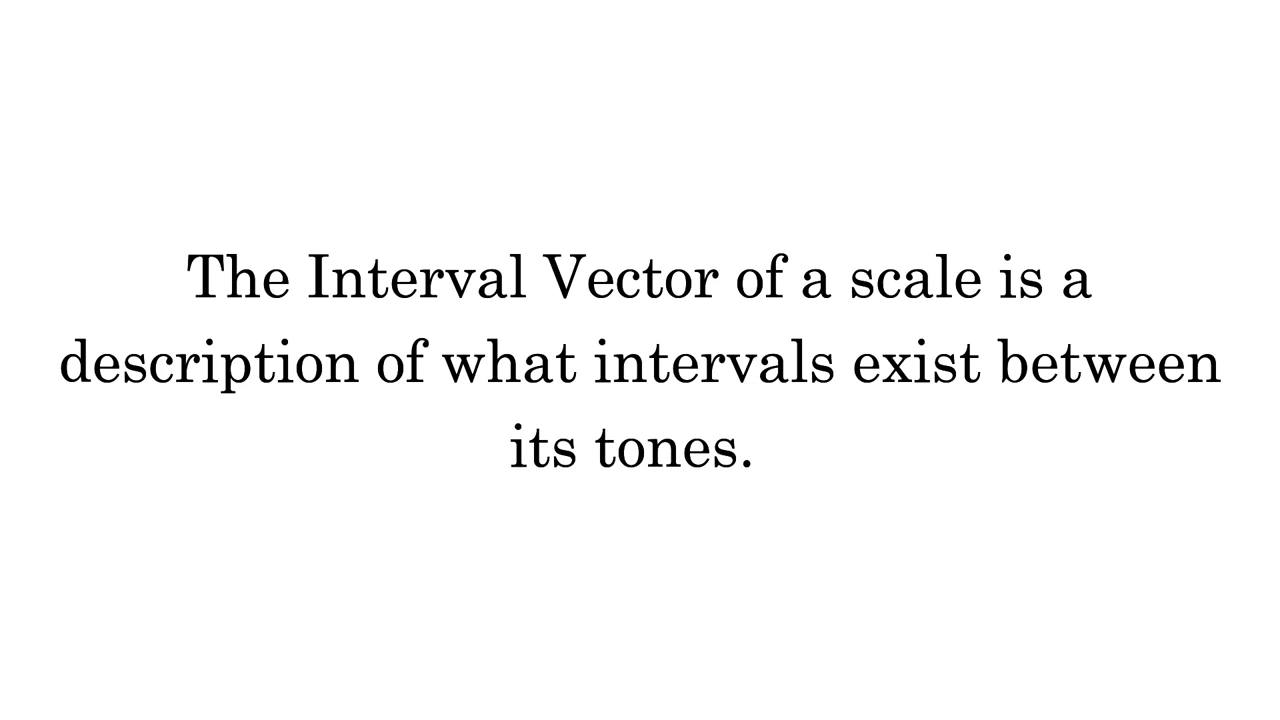 The Interval Vector of a scale is a
description of what intervals exist between
its tones.